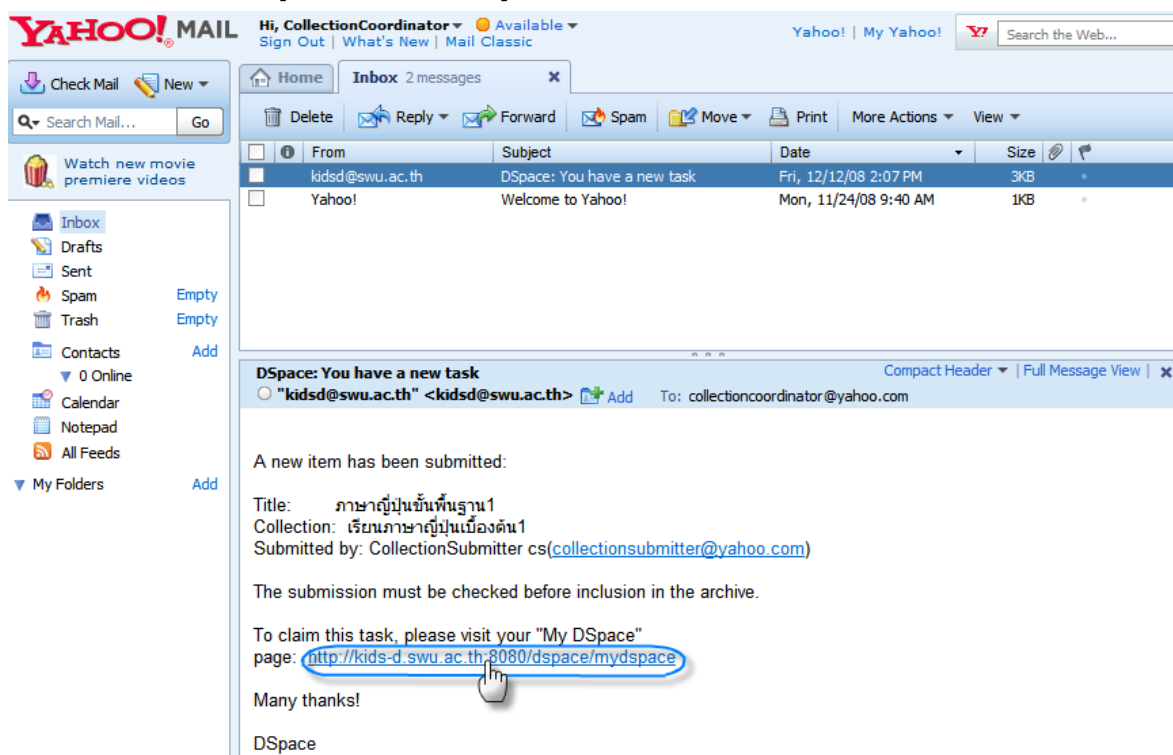 YAHOO! MAIL
Hi, CollectionCoordinator Available
Sign Out | What's New | Mail Classic
Yahoo! | My Yahoo!
Y! Search the Web...
Check Mail New
Search Mail... Go
Watch new movie
premiere videos
Inbox
Drafts
Sent
Spam Empty
Trash Empty
Contacts Add
0 Online
Calendar
Notepad
All Feeds
My Folders Add
Home Inbox 2 messages
Delete Reply Forward Spam Move Print More Actions View
From Subject Date Size
kidsd@swu.ac.th DSpace: You have a new task Fri, 12/12/08 2:07 PM 3KB
Yahoo! Welcome to Yahoo! Mon, 11/24/08 9:40 AM 1KB
DSpace: You have a new task Compact Header | Full Message View |
"kidsd@swu.ac.th" <kidsd@swu.ac.th> Add To: collectioncoordinator@yahoo.com
A new item has been submitted:
Title: ภาษาญี่ปุ่นขั้นพื้นฐาน1
Collection: เรียนภาษาญี่ปุ่นเบื้องต้น1
Submitted by: CollectionSubmitter cs(collectionsubmitter@yahoo.com)
The submission must be checked before inclusion in the archive.
To claim this task, please visit your "My DSpace"
page: http://kids-d.swu.ac.th:8080/dspace/mydspace
Many thanks!
DSpace